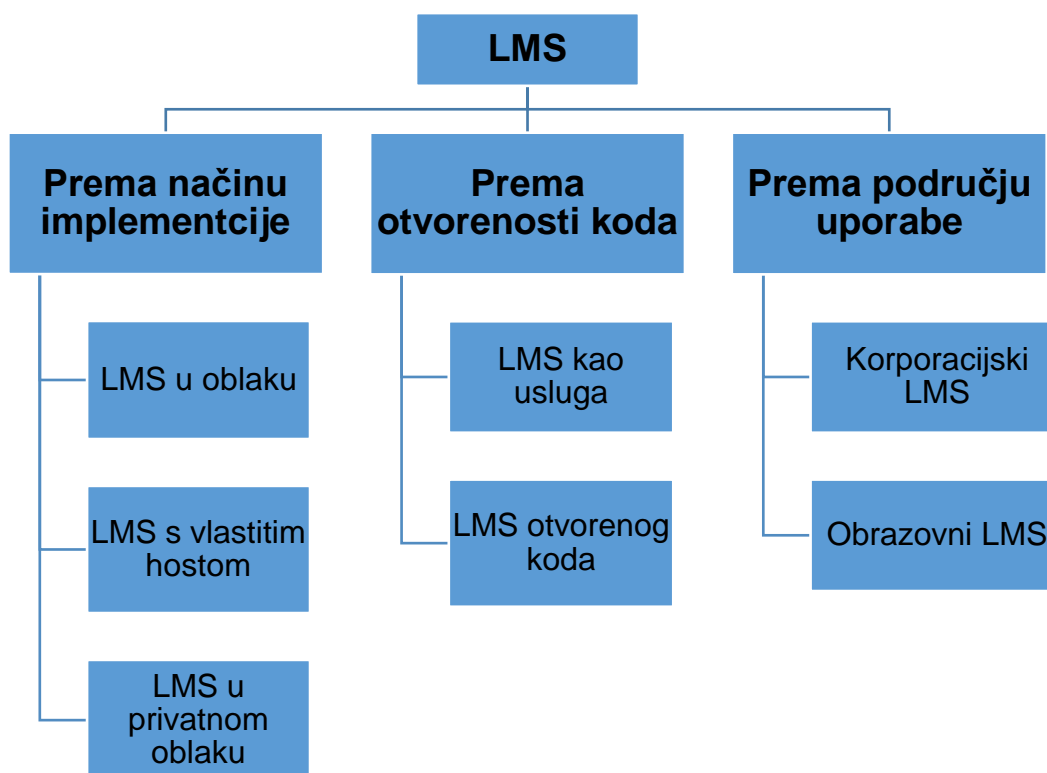 LMS
Prema načinu
implementcije
LMS u oblaku
LMS s vlastitim
hostom
LMS u
privatnom
oblaku
Prema
otvorenosti koda
LMS kao
usluga
LMS otvorenog
koda
Prema području
uporabe
Korporacijski
LMS
Obrazovni LMS